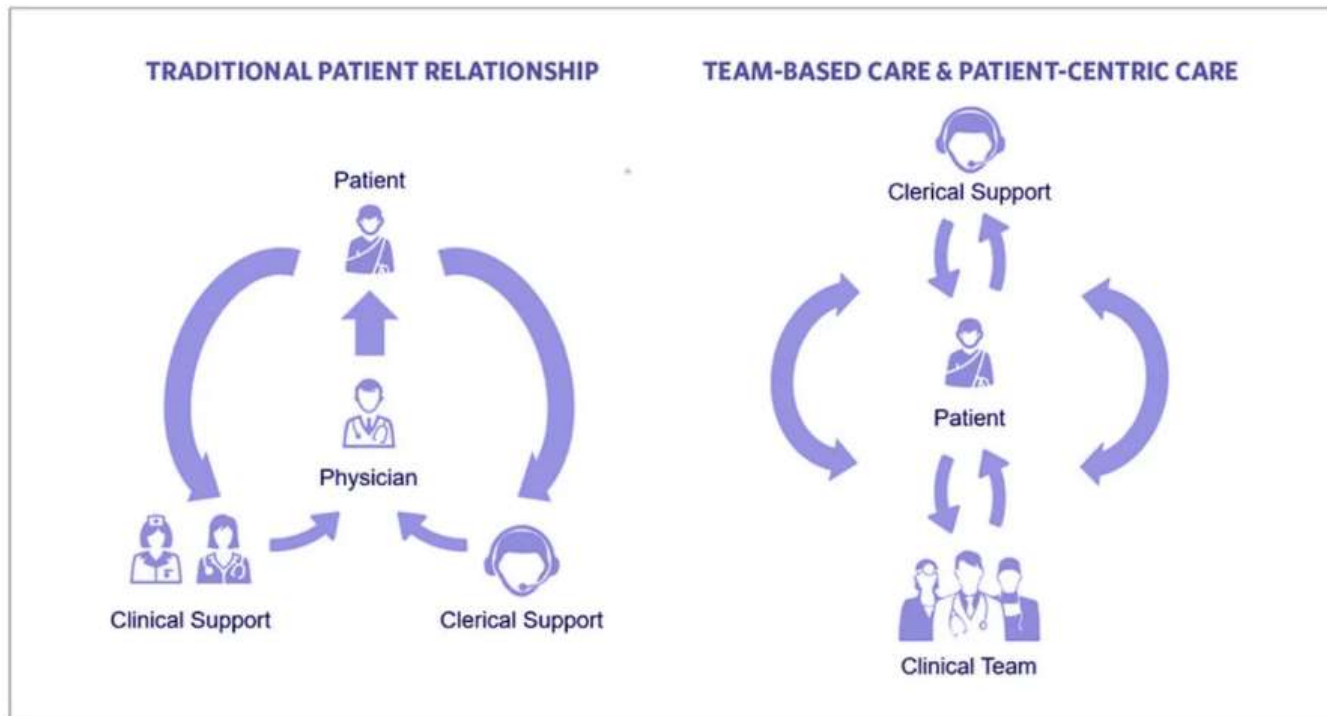 TRADITIONAL PATIENT RELATIONSHIP
Patient
Physician
Clinical Support
Clerical Support
TEAM-BASED CARE & PATIENT-CENTRIC CARE
Clerical Support
Patient
Clinical Team